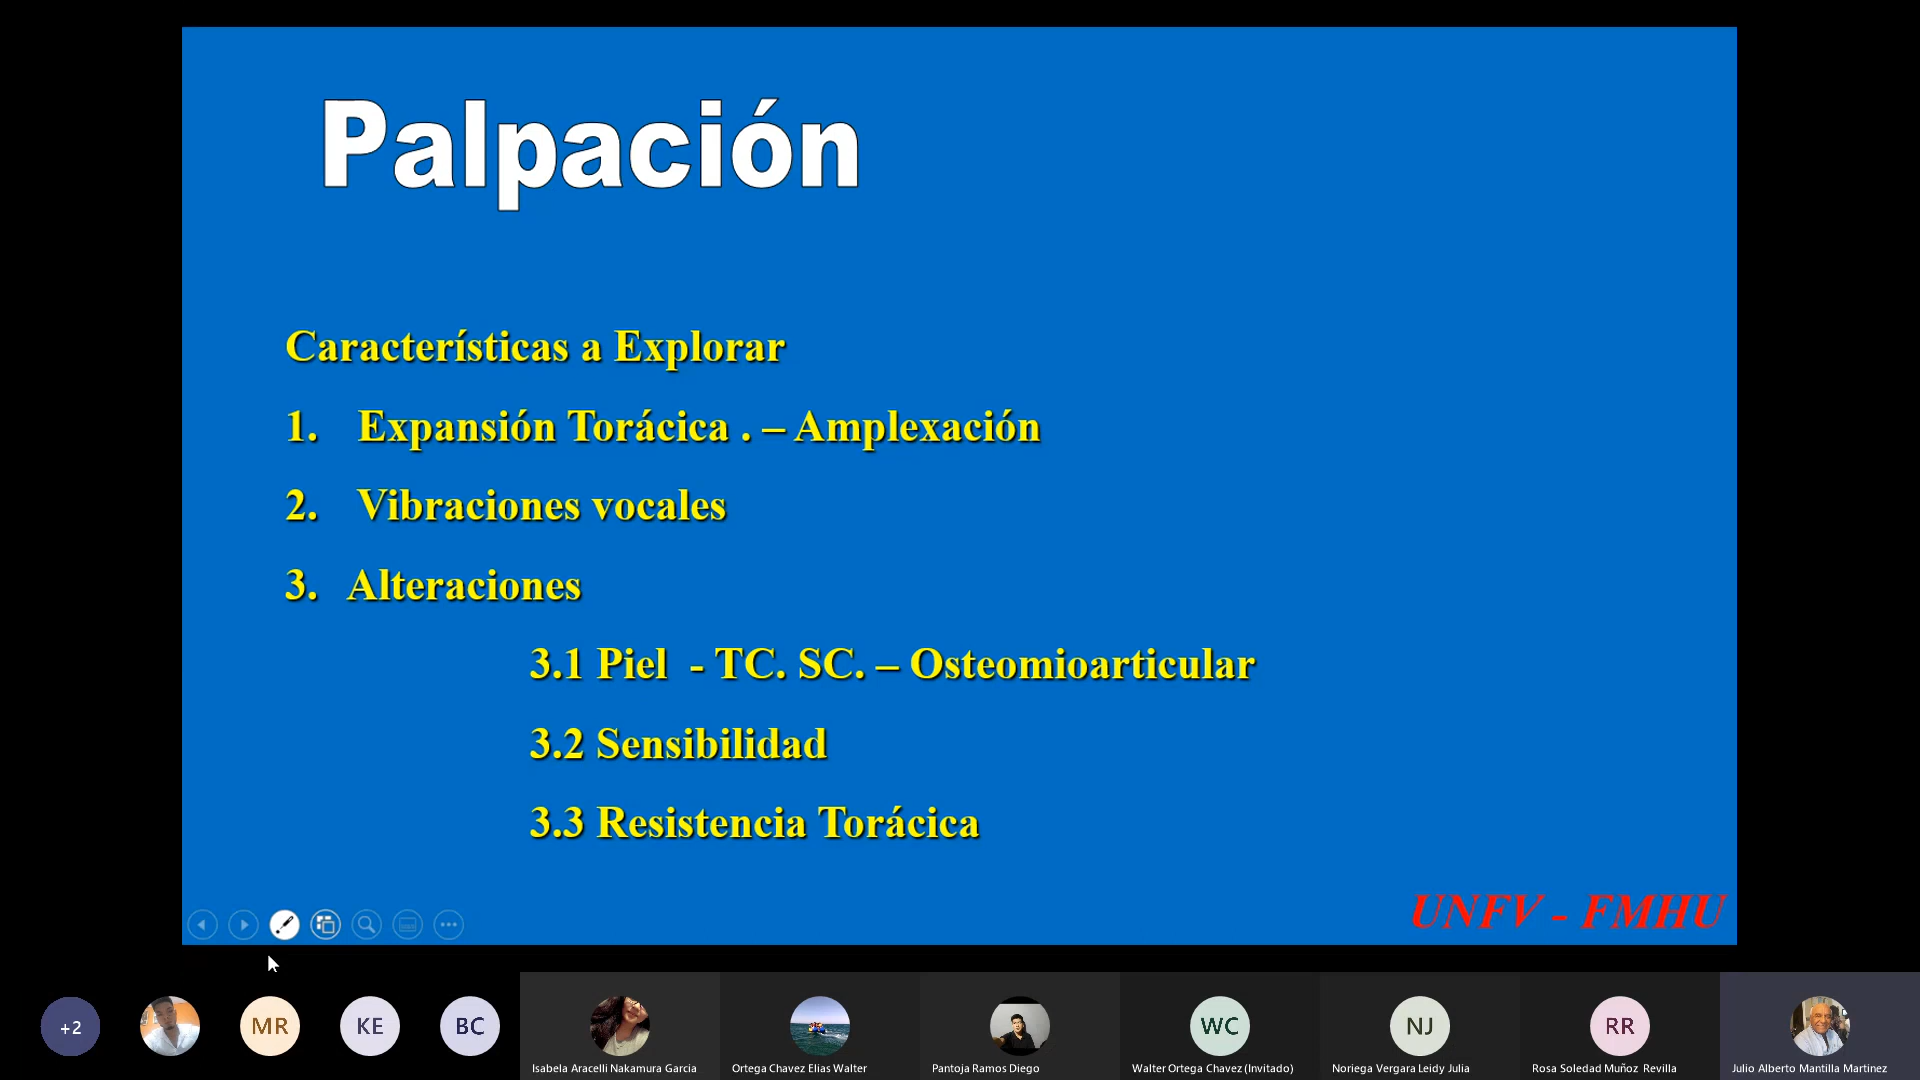 Palpación
Características a Explorar
1. Expansión Torácica . – Amplexación
2. Vibraciones vocales
3. Alteraciones
3.1 Piel - TC. SC. – Osteomioarticular
3.2 Sensibilidad
3.3 Resistencia Torácica
UNFV - FMHU
+2
MR
KE
BC
WC
NJ
RR
Isabela Aracelli Nakamura Garcia
Ortega Chavez Elias Walter
Pantoja Ramos Diego
Walter Ortega Chavez (Invitado)
Noriega Vergara Leidy Julia
Rosa Soledad Muñoz Revilla
Julio Alberto Mantilla Martinez